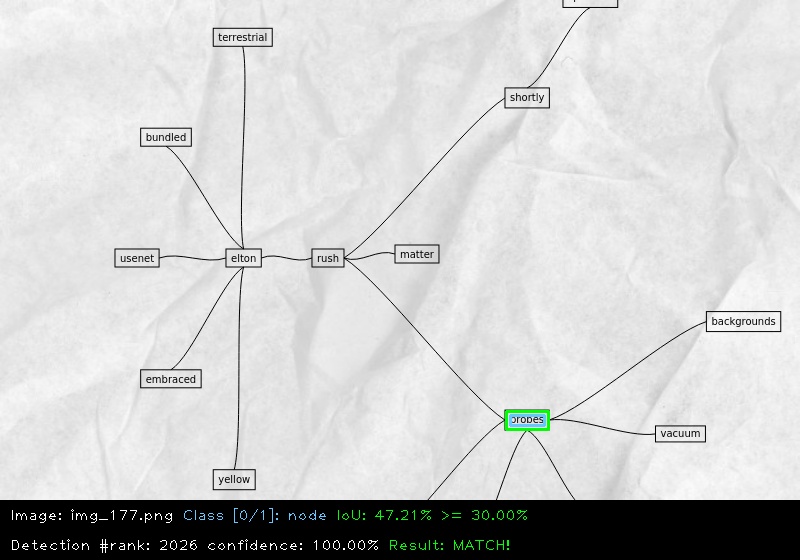 terrestrial
shortly
bundled
usenet
elton
rush
matter
backgrounds
embraced
probes
vacuum
yellow
Image: img_177.png Class [0/1]: node IoU: 47.21% >= 30.00%
Detection #rank: 2026 confidence: 100.00% Result: MATCH!